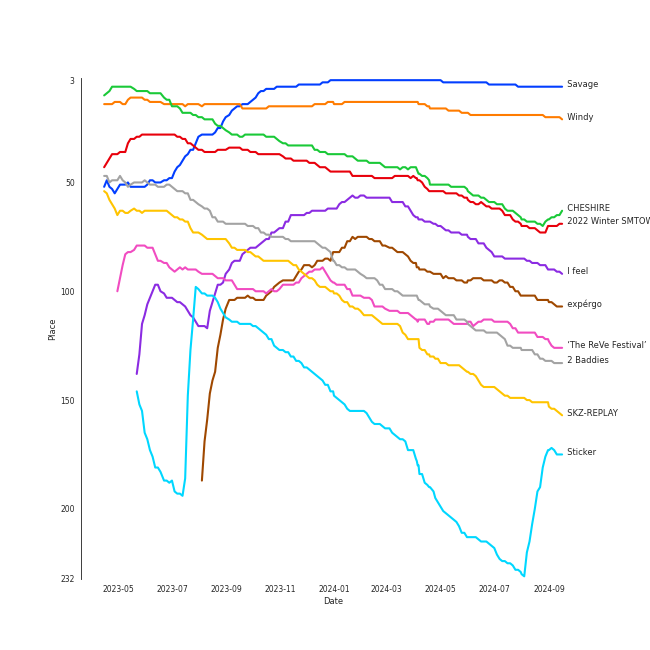 3
50
100
150
200
232
Place
2023-05
2023-07
2023-09
2023-11
2024-01
2024-03
2024-05
2024-07
2024-09
Date
Savage
Windy
CHESHIRE
2022 Winter SMTOW
I feel
expérgo
'The ReVe Festival'
2 Baddies
SKZ-REPLAY
Sticker